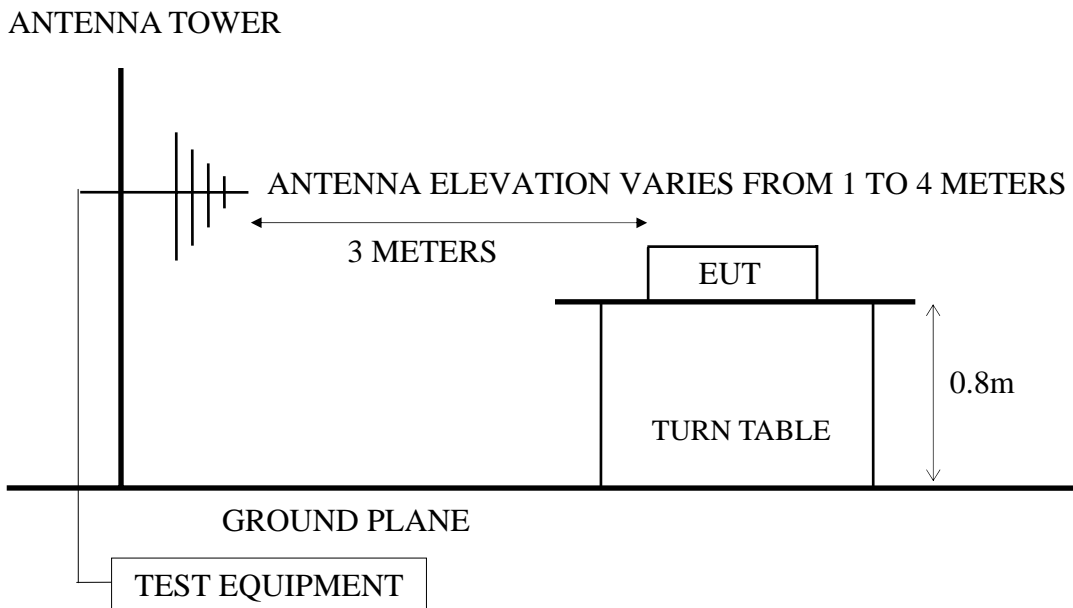 ANTENNA TOWER
ANTENNA ELEVATION VARIES FROM 1 TO 4 METERS
3 METERS
EUT
0.8m
TURN TABLE
GROUND PLANE
TEST EQUIPMENT